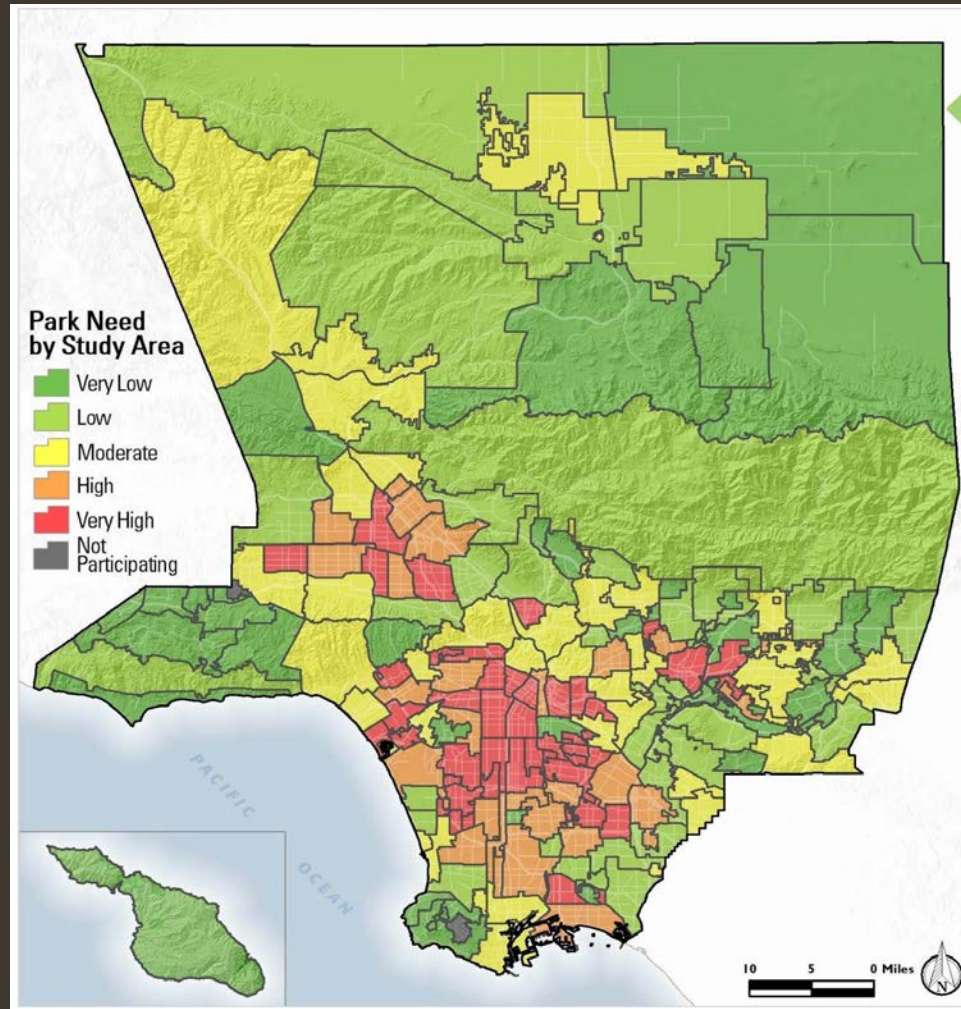 Park Need
by Study Area
Very Low
Low
Moderate
High
Very High
Not
Participating
PACIFIC
OCEAN
10 5 0 Miles
N